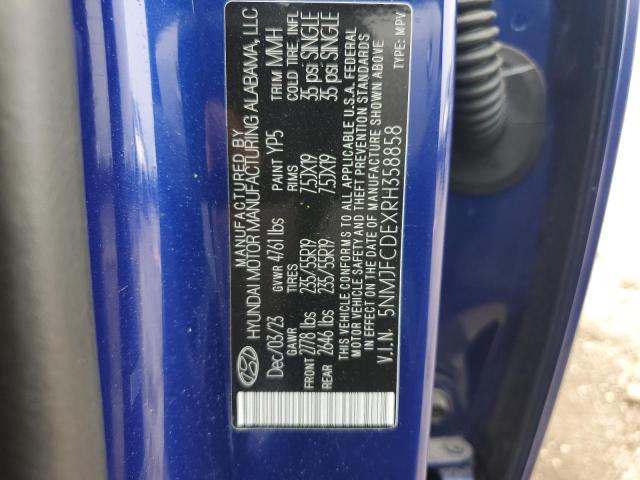 MANUFACTURED BY
HYUNDAI MOTOR MANUFACTURING ALABAMA, LLC
Dec/03/23 GVWR 4761 lbs PAINT YP5 TRIM MMH
GAWR TIRES RIMS COLD TIRE. INFL
FRONT 2778 lbs 235/55R19 7.5JX19 35 psi SINGLE
REAR 2646 lbs 235/55R19 7.5JX19 35 psi SINGLE
THIS VEHICLE CONFORMS TO ALL APPLICABLE U.S.A. FEDERAL
MOTOR VEHICLE SAFETY AND THEFT PREVENTION STANDARDS
IN EFFECT ON THE DATE OF MANUFACTURE SHOWN ABOVE
V.I.N. 5NMJFCDEXRH358858 TYPE: MPV